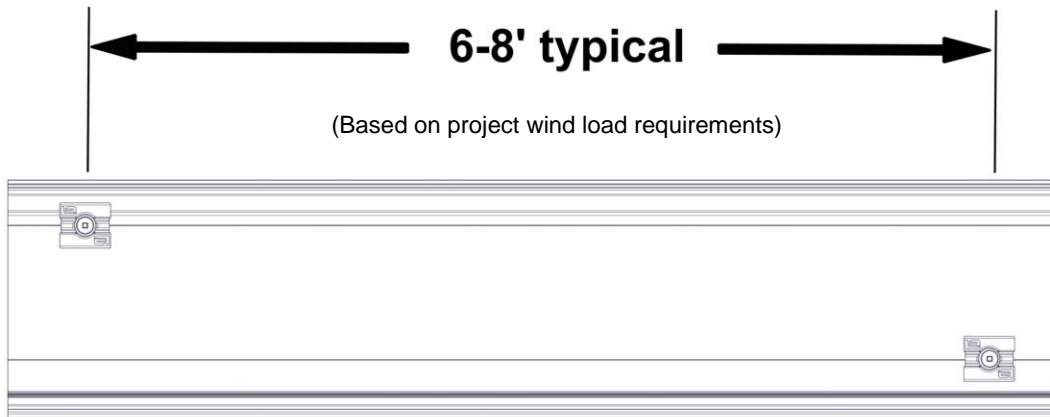 6-8' typical
(Based on project wind load requirements)